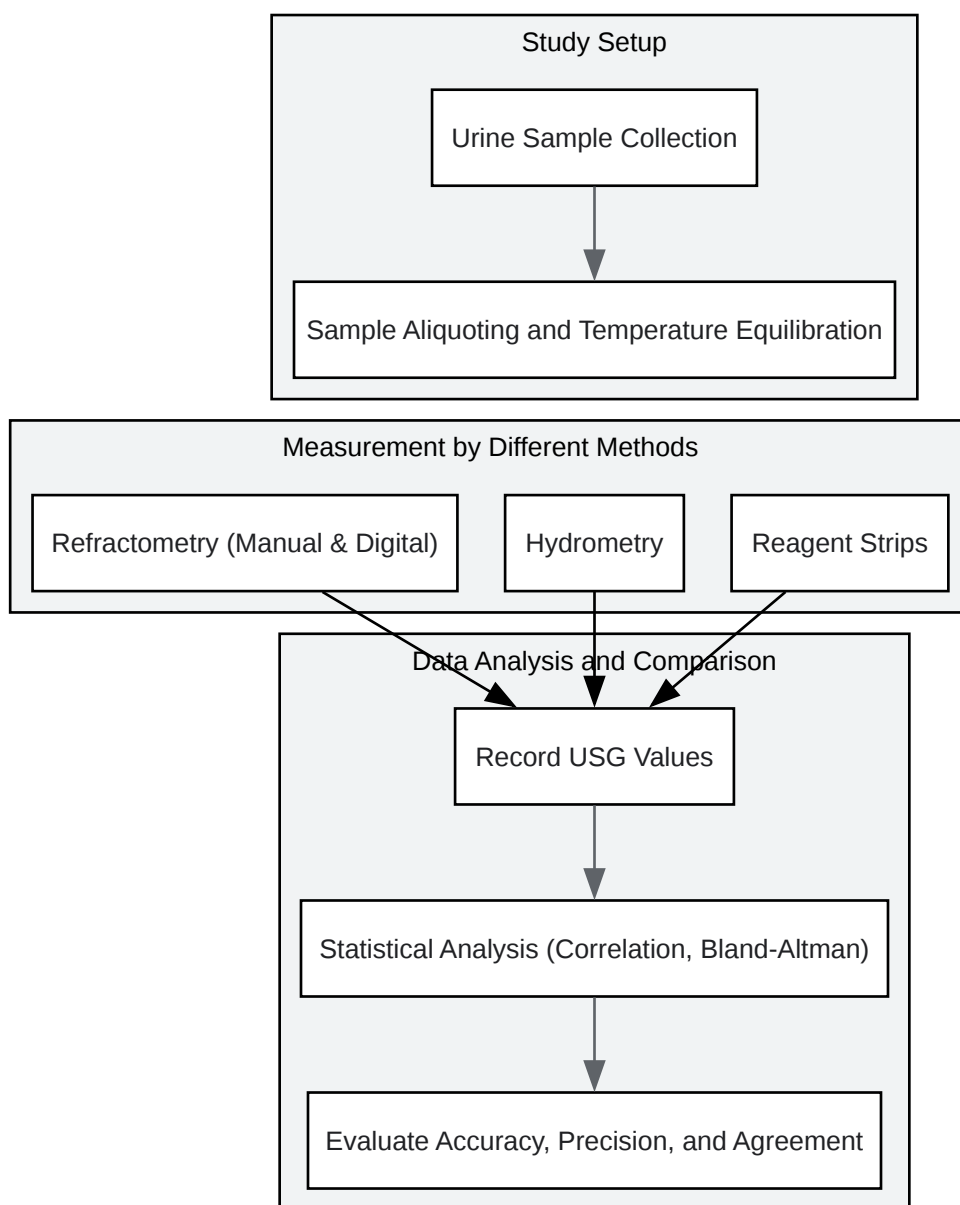 Study Setup
Urine Sample Collection
Sample Aliquoting and Temperature Equilibration
Measurement by Different Methods
Refractometry (Manual & Digital)
Hydrometry
Reagent Strips
Data Analysis and Comparison
Record USG Values
Statistical Analysis (Correlation, Bland-Altman)
Evaluate Accuracy, Precision, and Agreement